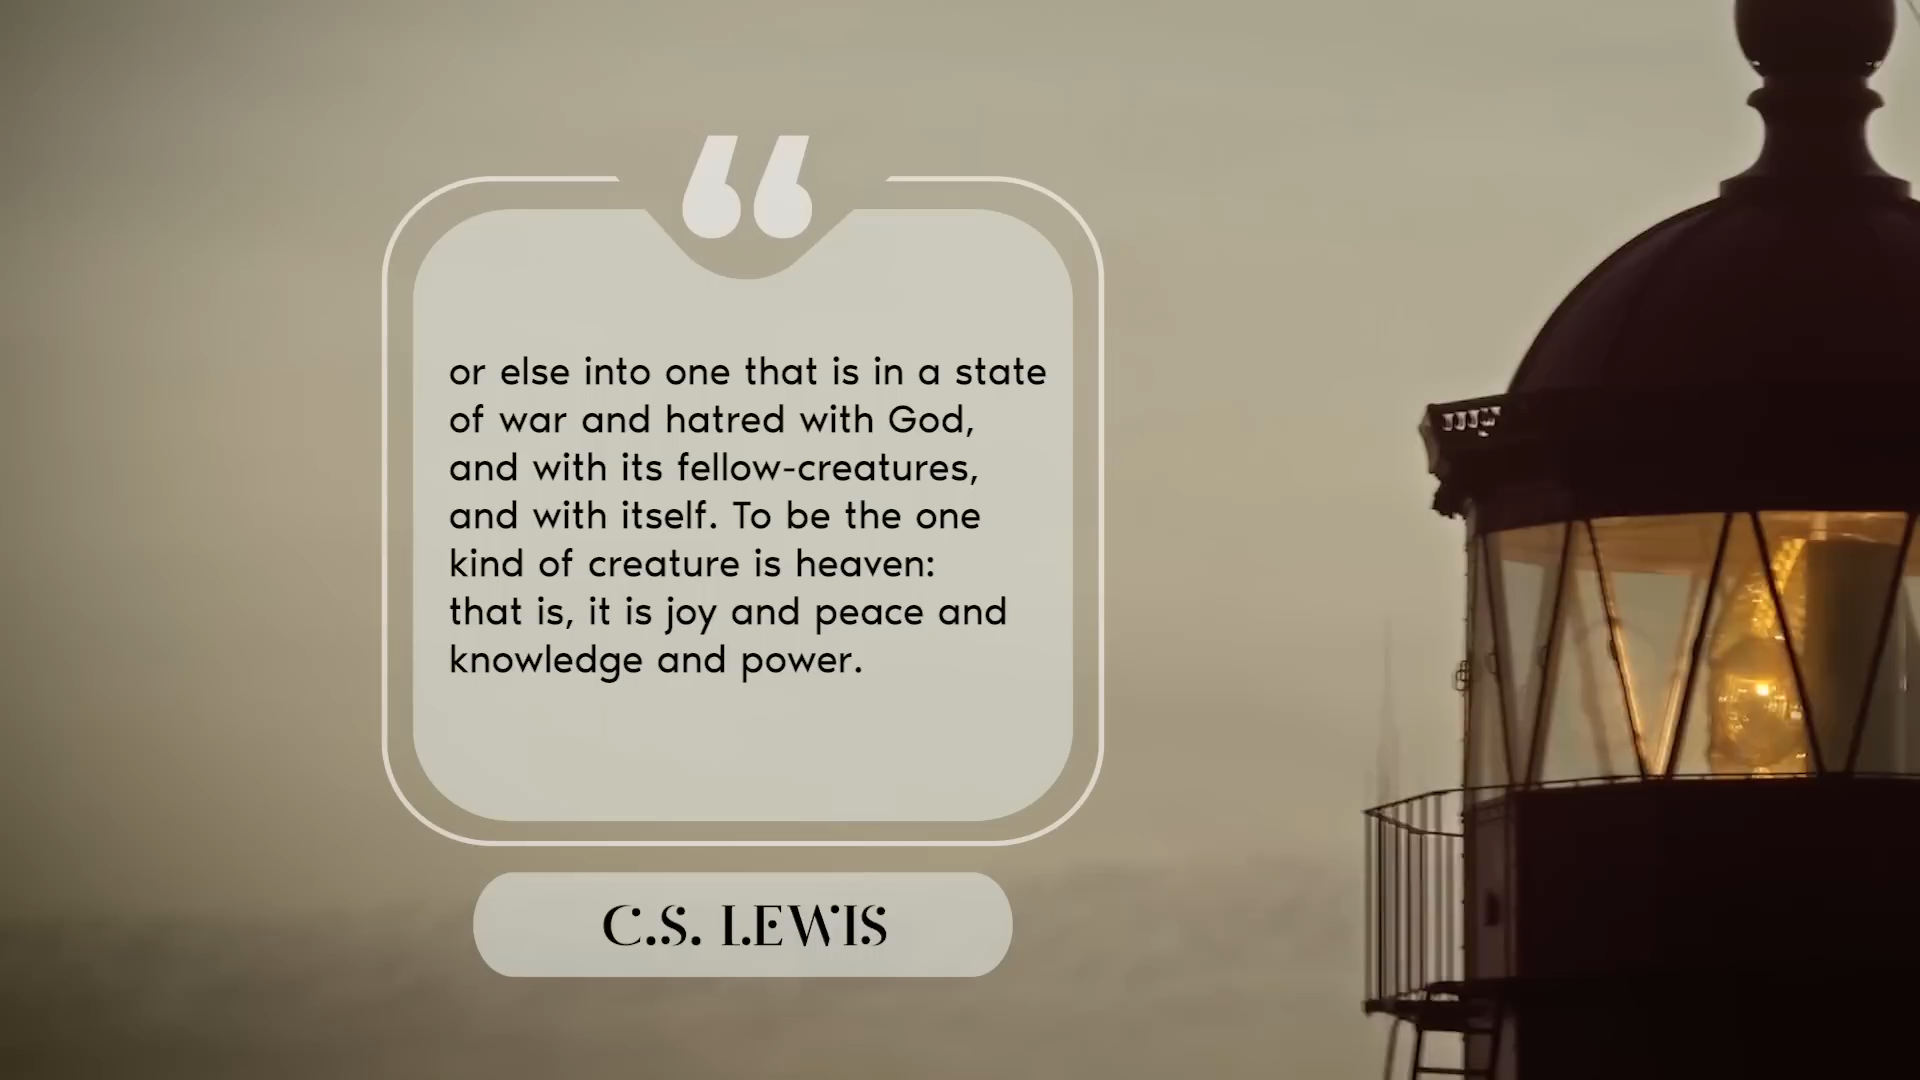 “
or else into one that is in a state
of war and hatred with God,
and with its fellow-creatures,
and with itself. To be the one
kind of creature is heaven:
that is, it is joy and peace and
knowledge and power.
C.S. LEWIS